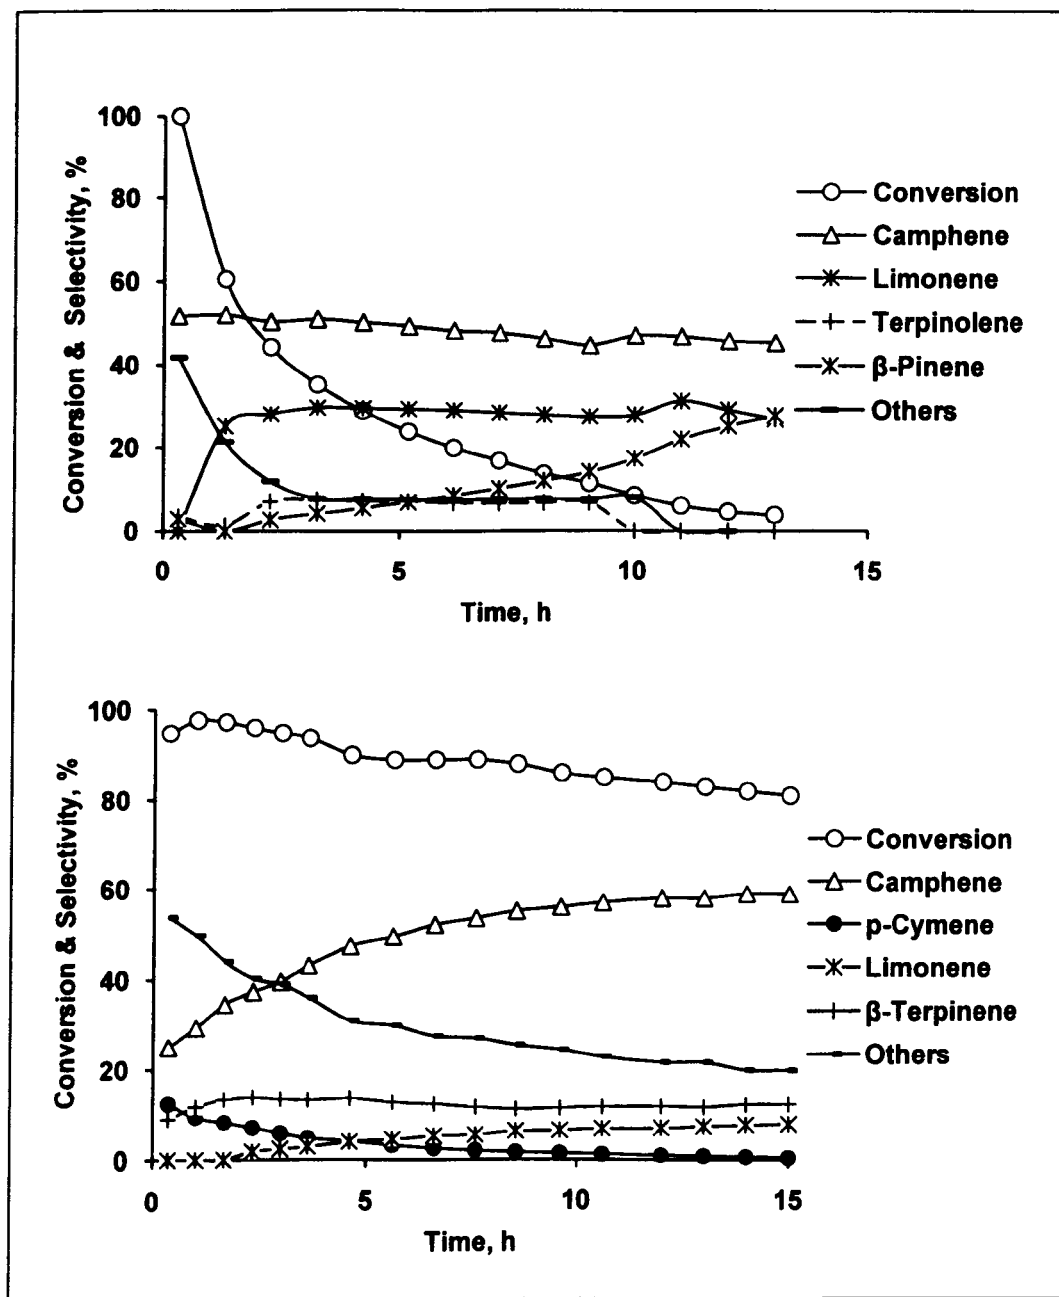 Conversion & Selectivity, %
100
80
60
40
20
0
0
5
10
15
Time, h
Conversion
Camphene
Limonene
Terpinolene
β-Pinene
Others
Conversion & Selectivity, %
100
80
60
40
20
0
0
5
10
15
Time, h
Conversion
Camphene
p-Cymene
Limonene
β-Terpinene
Others